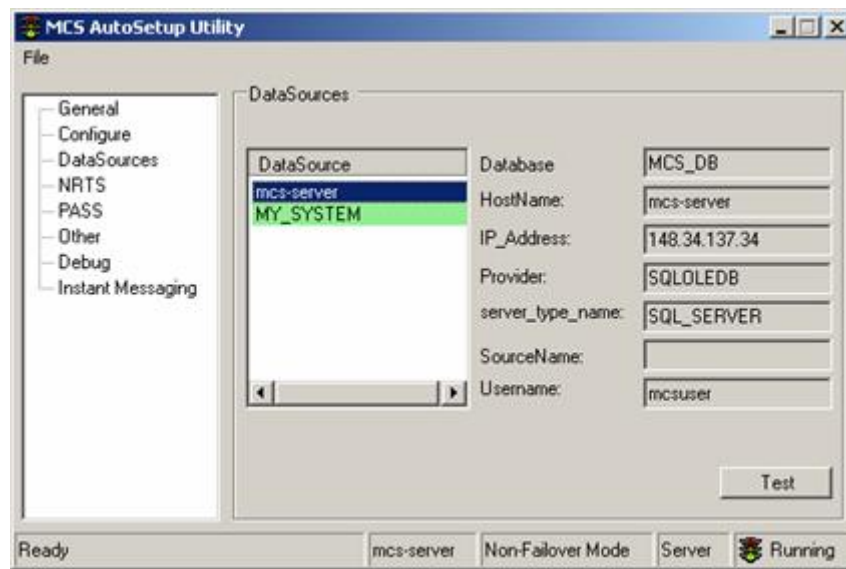 MCS AutoSetup Utility
File
General
Configure
DataSources
NRTS
PASS
Other
Debug
Instant Messaging
DataSources
DataSource
mcs-server
MY_SYSTEM
Database
MCS_DB
HostName:
mcs-server
IP_Address:
148.34.137.34
Provider:
SQLOLEDB
server_type_name:
SQL_SERVER
SourceName:
Username:
mcsuser
Test
Ready
mcs-server
Non-Failover Mode
Server
Running